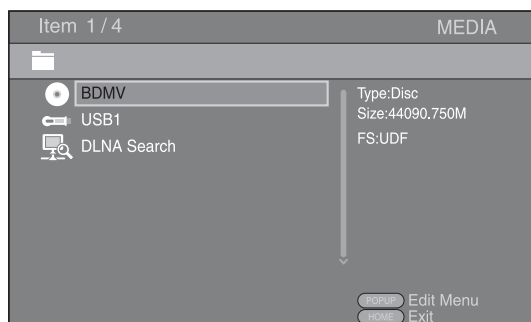 Item 1/4 MEDIA
BDMV
USB1
DLNA Search
Type:Disc
Size:44090.750M
FS:UDF
POPUP Edit Menu
HOME Exit